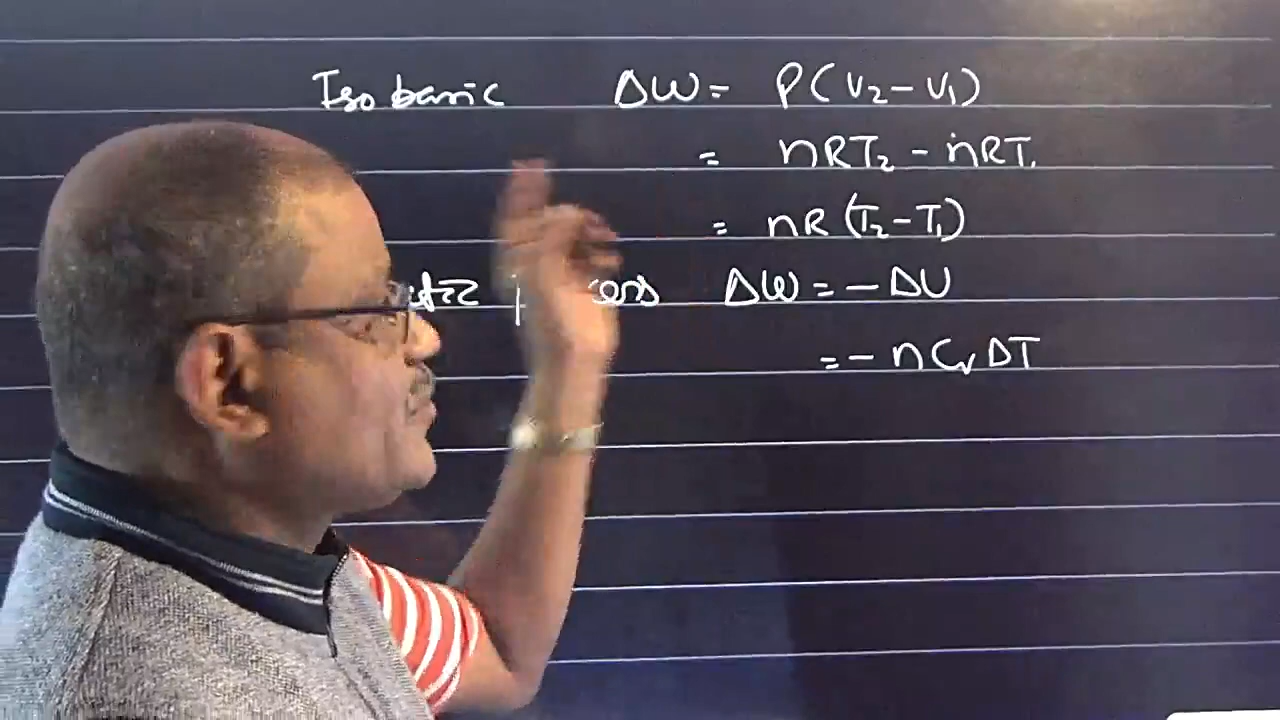 Isobaric ΔW = P(V₂ - V₁)
= nRT₂ - nRT₁
= nR (T₂ - T₁)
ΔW = - ΔU
= - nCᵥΔT